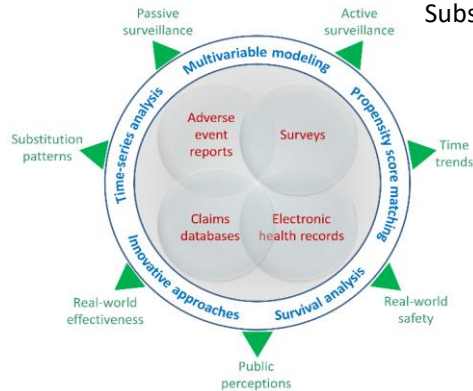 Passive
surveillance
Active
surveillance
Subs
Multivariable modeling
Time-series analysis
Propensity score matching
Adverse
event
reports
Surveys
Substitution
patterns
Time
trends
Claims
databases
Electronic
health records
Innovative approaches
Survival analysis
Real-world
effectiveness
Real-world
safety
Public
perceptions